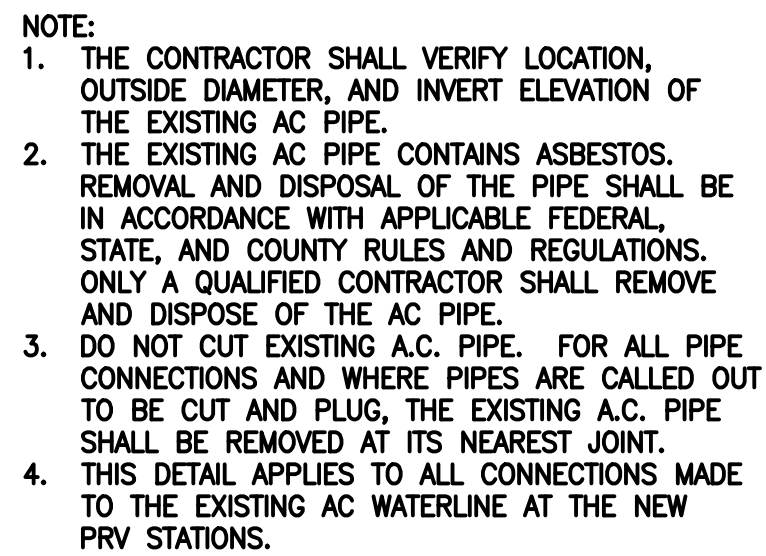 NOTE:
1. THE CONTRACTOR SHALL VERIFY LOCATION,
OUTSIDE DIAMETER, AND INVERT ELEVATION OF
THE EXISTING AC PIPE.
2. THE EXISTING AC PIPE CONTAINS ASBESTOS.
REMOVAL AND DISPOSAL OF THE PIPE SHALL BE
IN ACCORDANCE WITH APPLICABLE FEDERAL,
STATE, AND COUNTY RULES AND REGULATIONS.
ONLY A QUALIFIED CONTRACTOR SHALL REMOVE
AND DISPOSE OF THE AC PIPE.
3. DO NOT CUT EXISTING A.C. PIPE. FOR ALL PIPE
CONNECTIONS AND WHERE PIPES ARE CALLED OUT
TO BE CUT AND PLUG, THE EXISTING A.C. PIPE
SHALL BE REMOVED AT ITS NEAREST JOINT.
4. THIS DETAIL APPLIES TO ALL CONNECTIONS MADE
TO THE EXISTING AC WATERLINE AT THE NEW
PRV STATIONS.